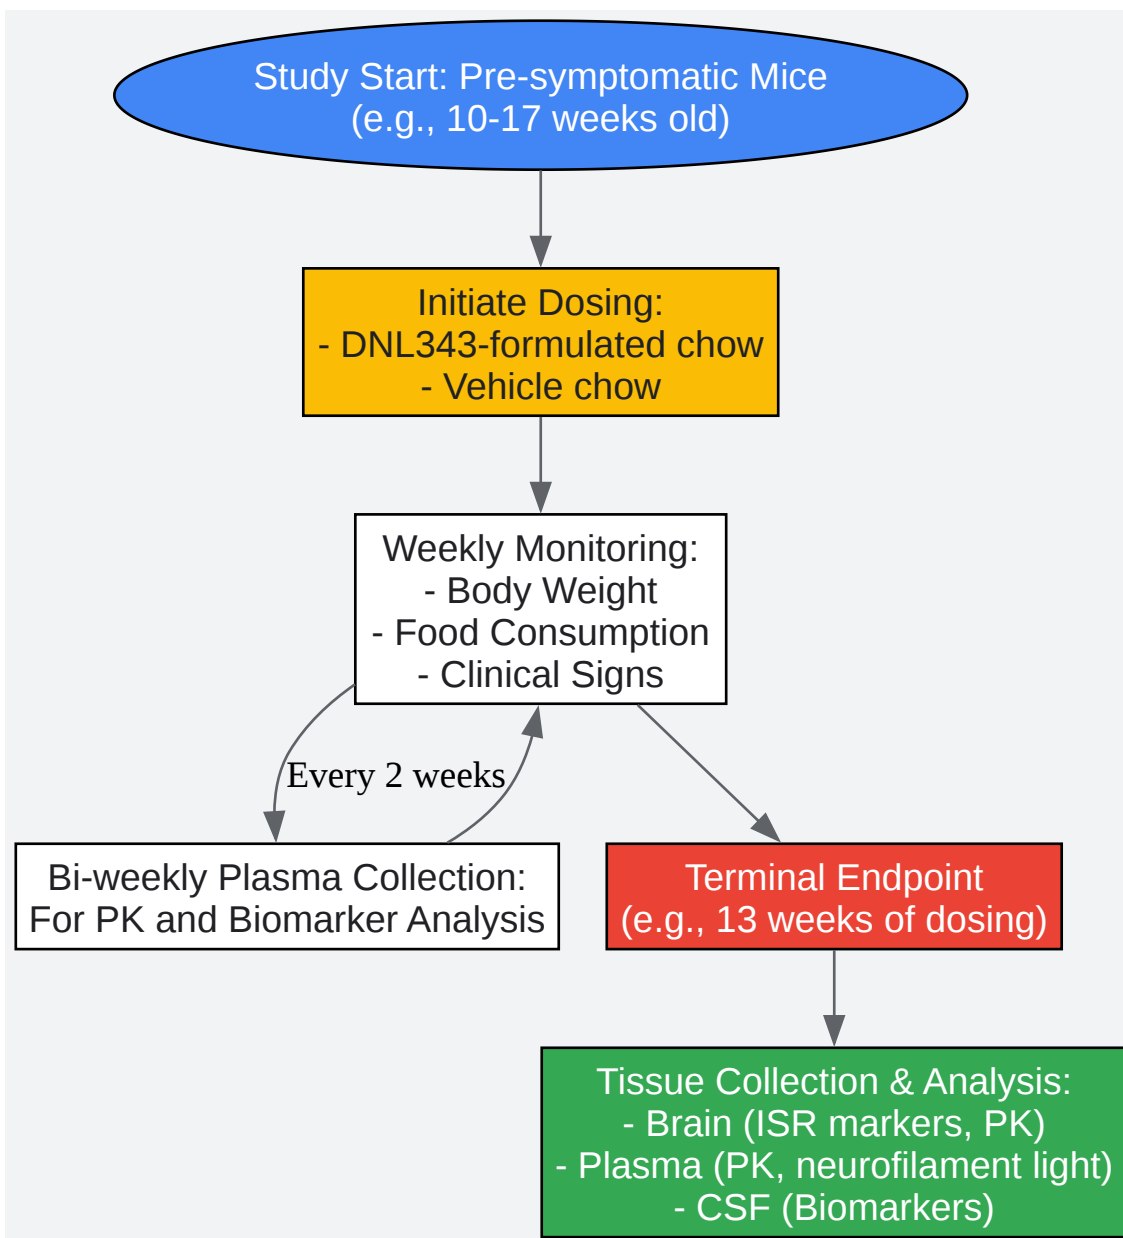 Study Start: Pre-symptomatic Mice
(e.g., 10-17 weeks old)
Initiate Dosing:
- DNL343-formulated chow
- Vehicle chow
Weekly Monitoring:
- Body Weight
- Food Consumption
- Clinical Signs
Every 2 weeks
Bi-weekly Plasma Collection:
For PK and Biomarker Analysis
Terminal Endpoint
(e.g., 13 weeks of dosing)
Tissue Collection & Analysis:
- Brain (ISR markers, PK)
- Plasma (PK, neurofilament light)
- CSF (Biomarkers)